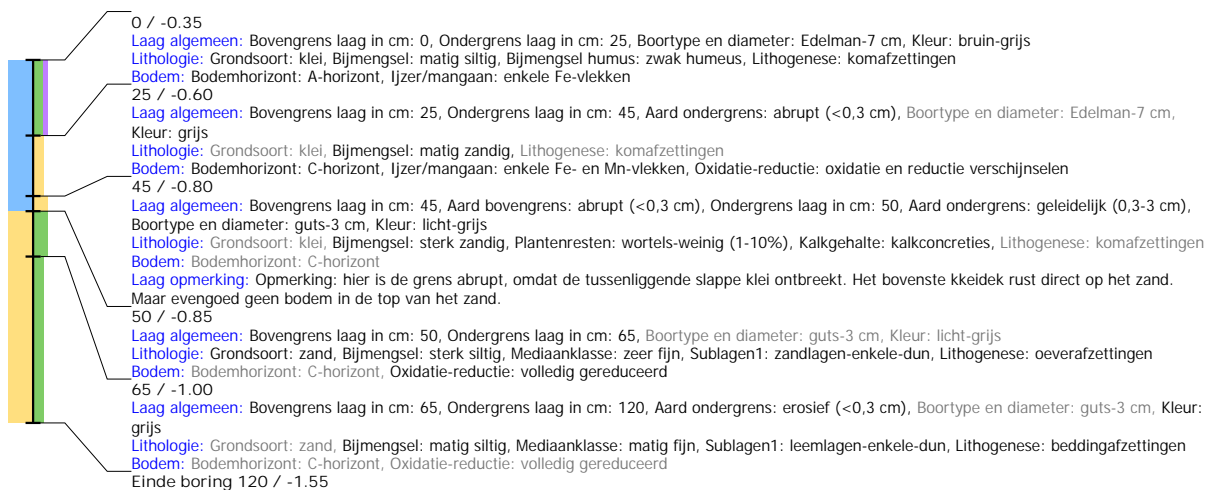 0 / -0.35
Laag algemeen: Bovengrens laag in cm: 0, Ondergrens laag in cm: 25, Boortype en diameter: Edelman-7 cm, Kleur: bruin-grijs
Lithologie: Grondsoort: klei, Bijmengsel: matig siltig, Bijmengsel humus: zwak humeus, Lithogenese: komafzettingen
Bodem: Bodemhorizont: A-horizont, Ijzer/mangaan: enkele Fe-vlekken
25 / -0.60
Laag algemeen: Bovengrens laag in cm: 25, Ondergrens laag in cm: 45, Aard ondergrens: abrupt (<0,3 cm), Boortype en diameter: Edelman-7 cm,
Kleur: grijs
Lithologie: Grondsoort: klei, Bijmengsel: matig zandig, Lithogenese: komafzettingen
Bodem: Bodemhorizont: C-horizont, Ijzer/mangaan: enkele Fe- en Mn-vlekken, Oxidatie-reductie: oxidatie en reductie verschijnselen
45 / -0.80
Laag algemeen: Bovengrens laag in cm: 45, Aard bovengrens: abrupt (<0,3 cm), Ondergrens laag in cm: 50, Aard ondergrens: geleidelijk (0,3-3 cm),
Boortype en diameter: guts-3 cm, Kleur: licht-grijs
Lithologie: Grondsoort: klei, Bijmengsel: sterk zandig, Plantenresten: wortels-weinig (1-10%), Kalkgehalte: kalkconcreties, Lithogenese: komafzettingen
Bodem: Bodemhorizont: C-horizont
Laag opmerking: Opmerking: hier is de grens abrupt, omdat de tussenliggende slappe klei ontbreekt. Het bovenste kkeidek rust direct op het zand.
Maar evengoed geen bodem in de top van het zand.
50 / -0.85
Laag algemeen: Bovengrens laag in cm: 50, Ondergrens laag in cm: 65, Boortype en diameter: guts-3 cm, Kleur: licht-grijs
Lithologie: Grondsoort: zand, Bijmengsel: sterk siltig, Mediaanklasse: zeer fijn, Sublagen1: zandlagen-enkele-dun, Lithogenese: oeverafzettingen
Bodem: Bodemhorizont: C-horizont, Oxidatie-reductie: volledig gereduceerd
65 / -1.00
Laag algemeen: Bovengrens laag in cm: 65, Ondergrens laag in cm: 120, Aard ondergrens: erosief (<0,3 cm), Boortype en diameter: guts-3 cm, Kleur:
grijs
Lithologie: Grondsoort: zand, Bijmengsel: matig siltig, Mediaanklasse: matig fijn, Sublagen1: leemlagen-enkele-dun, Lithogenese: beddingafzettingen
Bodem: Bodemhorizont: C-horizont, Oxidatie-reductie: volledig gereduceerd
Einde boring 120 / -1.55